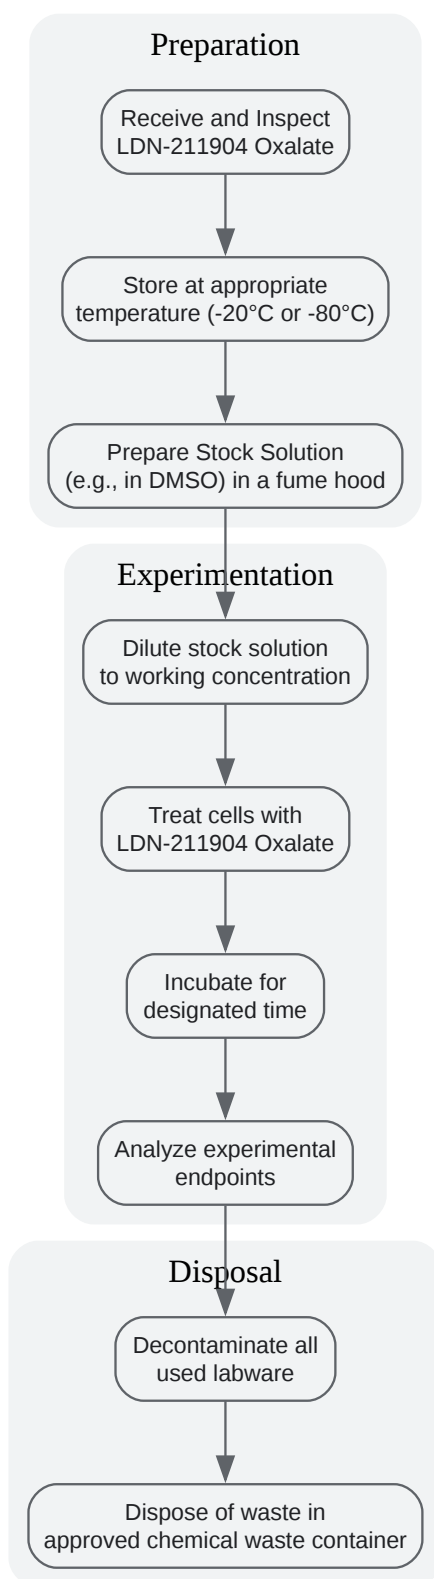 Preparation
Receive and Inspect
LDN-211904 Oxalate
Store at appropriate
temperature (-20°C or -80°C)
Prepare Stock Solution
(e.g., in DMSO) in a fume hood
Experimentation
Dilute stock solution
to working concentration
Treat cells with
LDN-211904 Oxalate
Incubate for
designated time
Analyze experimental
endpoints
Disposal
Decontaminate all
used labware
Dispose of waste in
approved chemical waste container